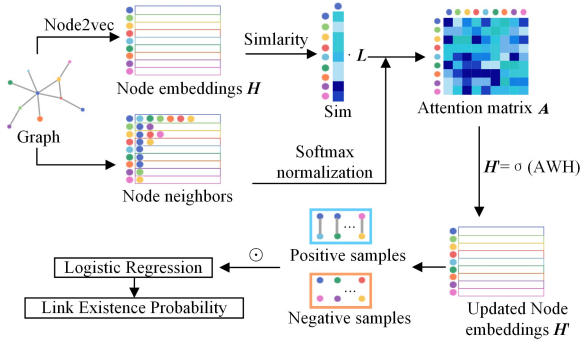 Node2vec
Node embeddings H
Simlarity
Sim
· L
Attention matrix A
Graph
Node neighbors
Softmax
normalization
H'= σ (AWH)
Updated Node
embeddings H'
...
Positive samples
...
Negative samples
⊙
Logistic Regression
Link Existence Probability